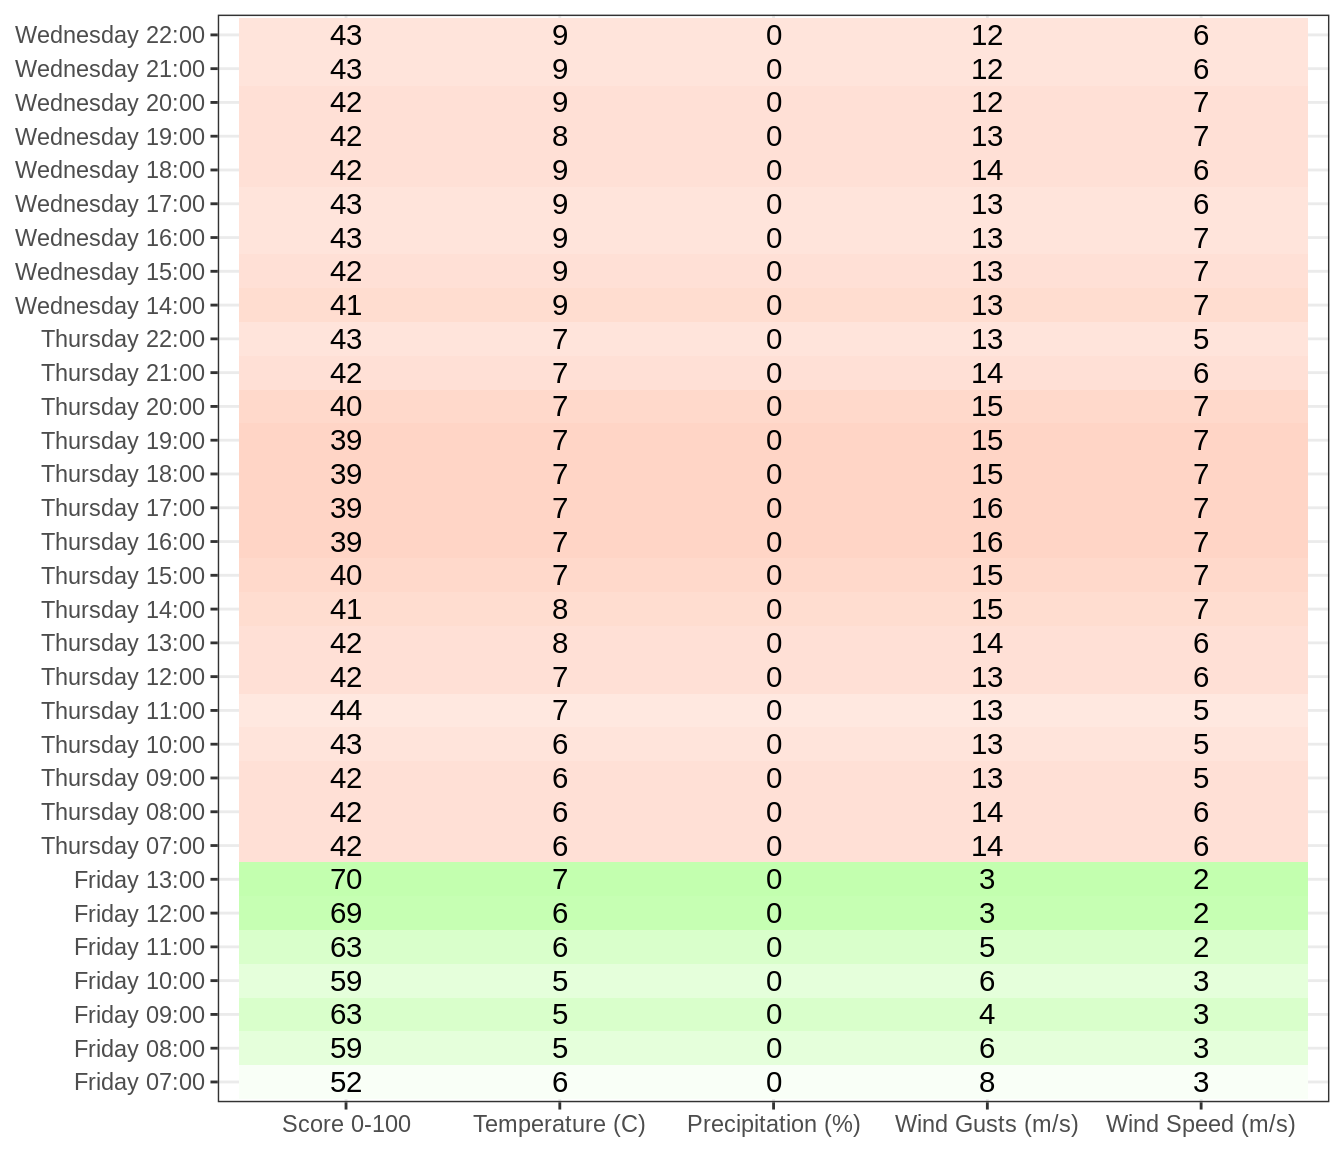 Wednesday 22:00 43 9 0 12 6
Wednesday 21:00 43 9 0 12 6
Wednesday 20:00 42 9 0 12 7
Wednesday 19:00 42 8 0 13 7
Wednesday 18:00 42 9 0 14 6
Wednesday 17:00 43 9 0 13 6
Wednesday 16:00 43 9 0 13 7
Wednesday 15:00 42 9 0 13 7
Wednesday 14:00 41 9 0 13 7
Thursday 22:00 43 7 0 13 5
Thursday 21:00 42 7 0 14 6
Thursday 20:00 40 7 0 15 7
Thursday 19:00 39 7 0 15 7
Thursday 18:00 39 7 0 15 7
Thursday 17:00 39 7 0 16 7
Thursday 16:00 39 7 0 16 7
Thursday 15:00 40 7 0 15 7
Thursday 14:00 41 8 0 15 7
Thursday 13:00 42 8 0 14 6
Thursday 12:00 42 7 0 13 6
Thursday 11:00 44 7 0 13 5
Thursday 10:00 43 6 0 13 5
Thursday 09:00 42 6 0 13 5
Thursday 08:00 42 6 0 14 6
Thursday 07:00 42 6 0 14 6
Friday 13:00 70 7 0 3 2
Friday 12:00 69 6 0 3 2
Friday 11:00 63 6 0 5 2
Friday 10:00 59 5 0 6 3
Friday 09:00 63 5 0 4 3
Friday 08:00 59 5 0 6 3
Friday 07:00 52 6 0 8 3
Score 0-100 Temperature (C) Precipitation (%) Wind Gusts (m/s) Wind Speed (m/s)